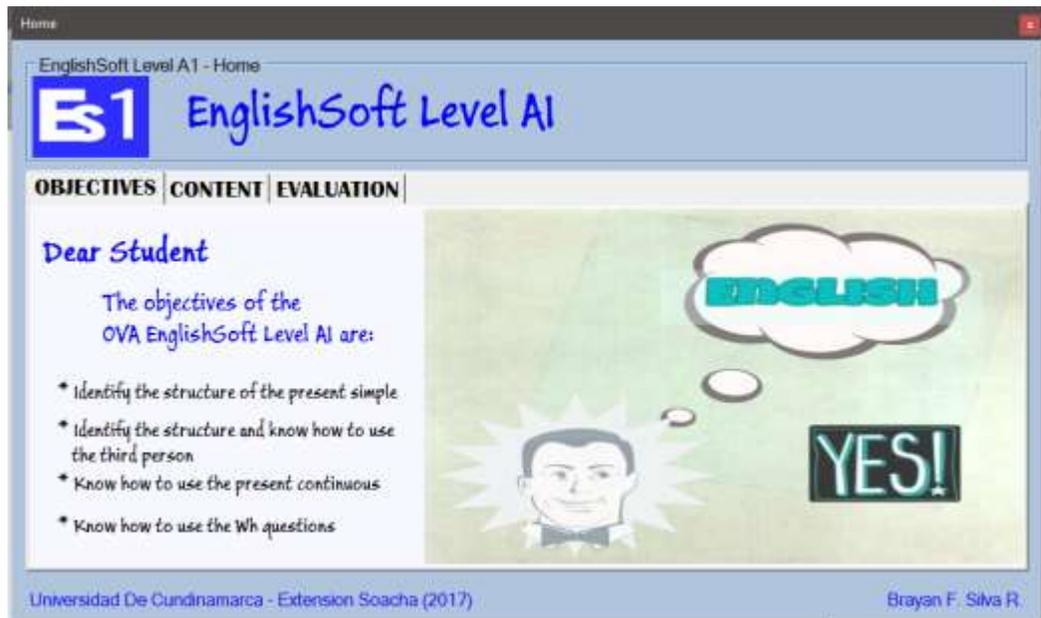 Home
x
EnglishSoft Level A1 - Home
Es1
EnglishSoft Level A1
OBJECTIVES CONTENT EVALUATION
Dear Student
The objectives of the
OVA EnglishSoft Level A1 are:
* Identify the structure of the present simple
* Identify the structure and know how to use
the third person
* Know how to use the present continuous
* Know how to use the Wh questions
ENGLISH
YES!
Universidad De Cundinamarca - Extension Soacha (2017)
Brayan F. Silva R.